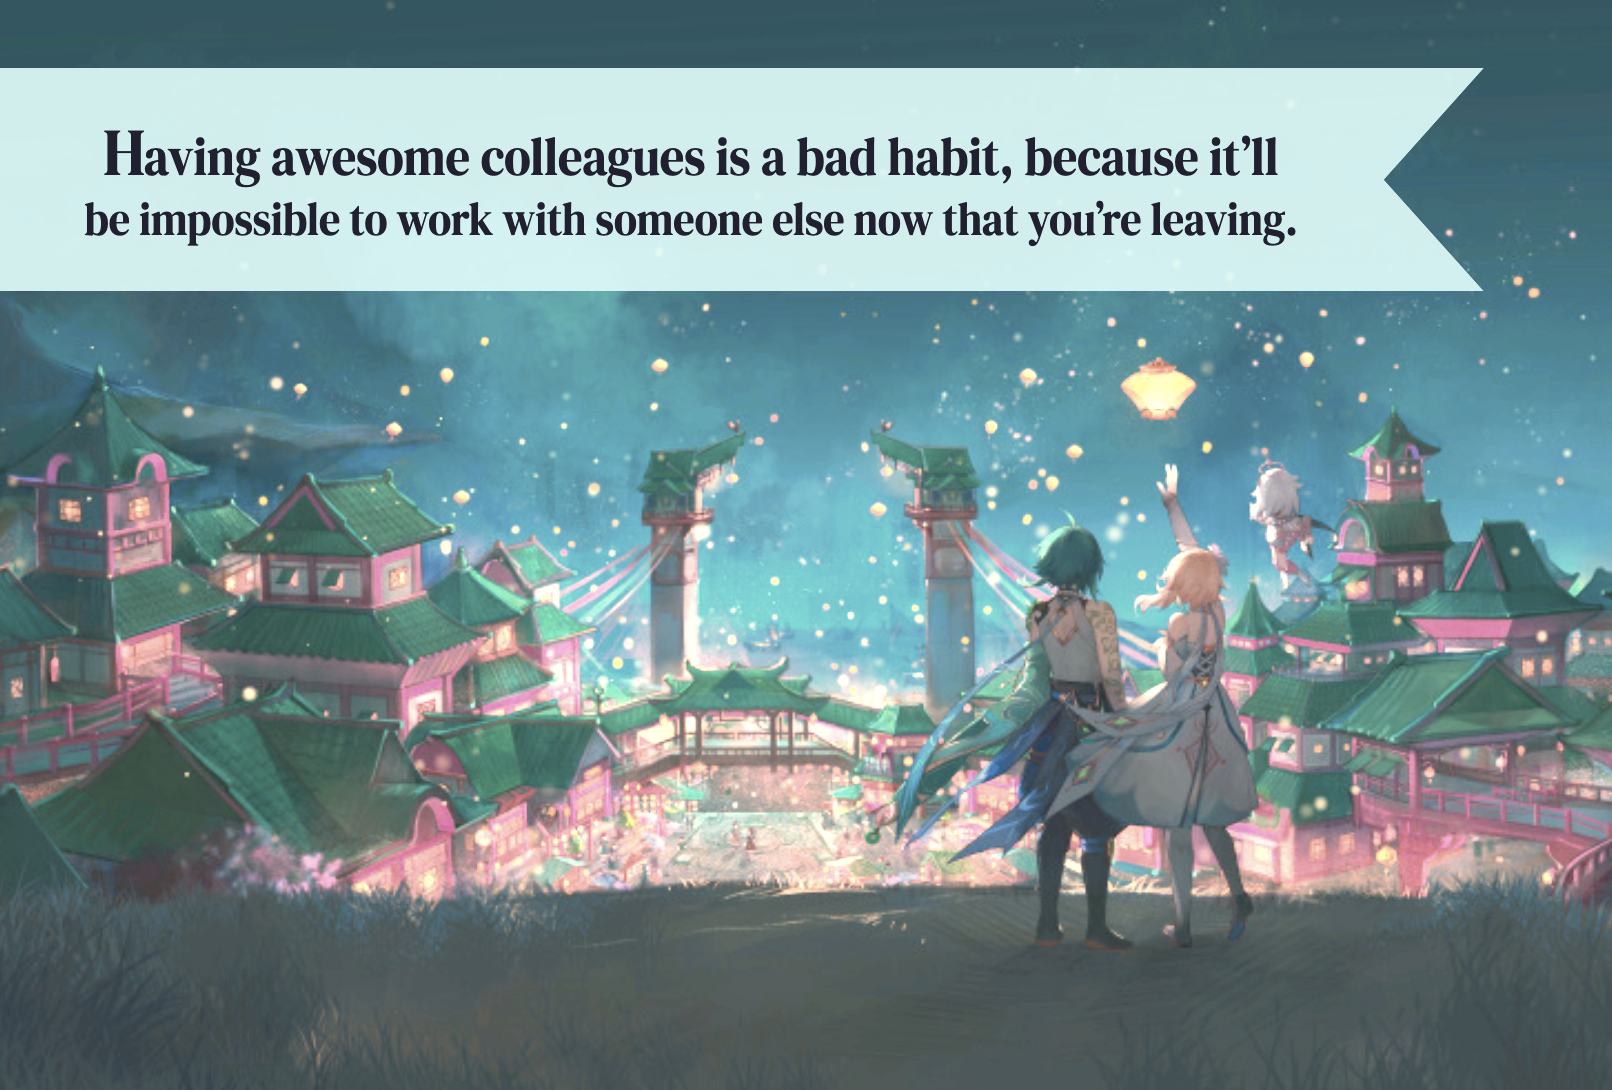 Having awesome colleagues is a bad habit, because it’ll
be impossible to work with someone else now that you’re leaving.